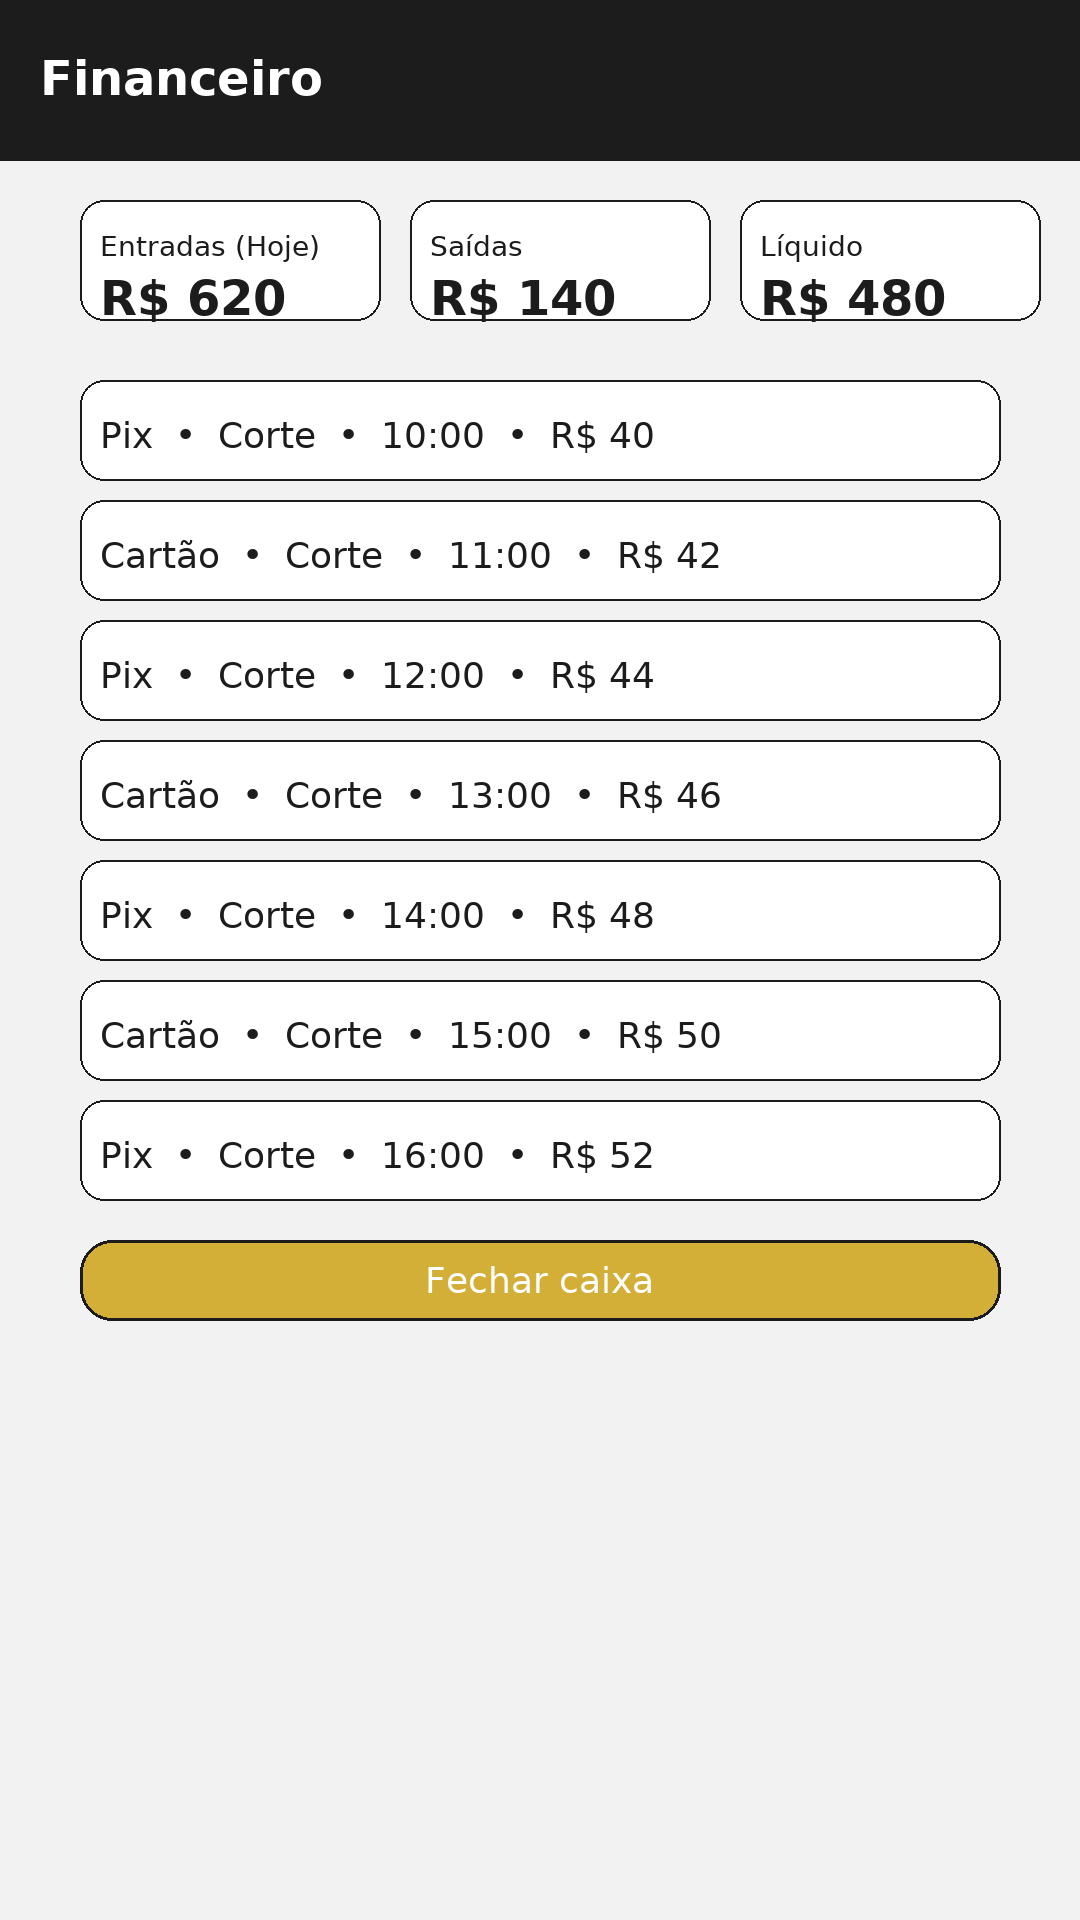 Financeiro
Entradas (Hoje) Saídas Líquido
R$ 620 R$ 140 R$ 480
Pix • Corte • 10:00 • R$ 40
Cartão • Corte • 11:00 • R$ 42
Pix • Corte • 12:00 • R$ 44
Cartão • Corte • 13:00 • R$ 46
Pix • Corte • 14:00 • R$ 48
Cartão • Corte • 15:00 • R$ 50
Pix • Corte • 16:00 • R$ 52
Fechar caixa